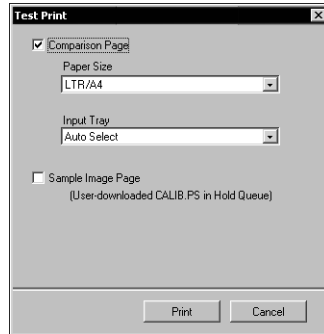 Test Print
Comparison Page
Paper Size
LTR/A4
Input Tray
Auto Select
Sample Image Page
(User-downloaded CALIB.PS in Hold Queue)
Print Cancel